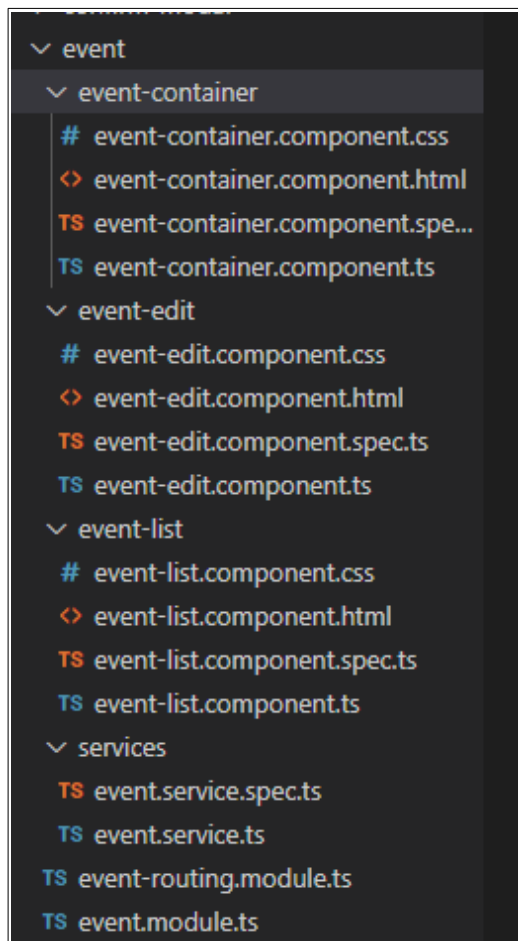 event
event-container
# event-container.component.css
<> event-container.component.html
TS event-container.component.spe...
TS event-container.component.ts
event-edit
# event-edit.component.css
<> event-edit.component.html
TS event-edit.component.spec.ts
TS event-edit.component.ts
event-list
# event-list.component.css
<> event-list.component.html
TS event-list.component.spec.ts
TS event-list.component.ts
services
TS event.service.spec.ts
TS event.service.ts
TS event-routing.module.ts
TS event.module.ts